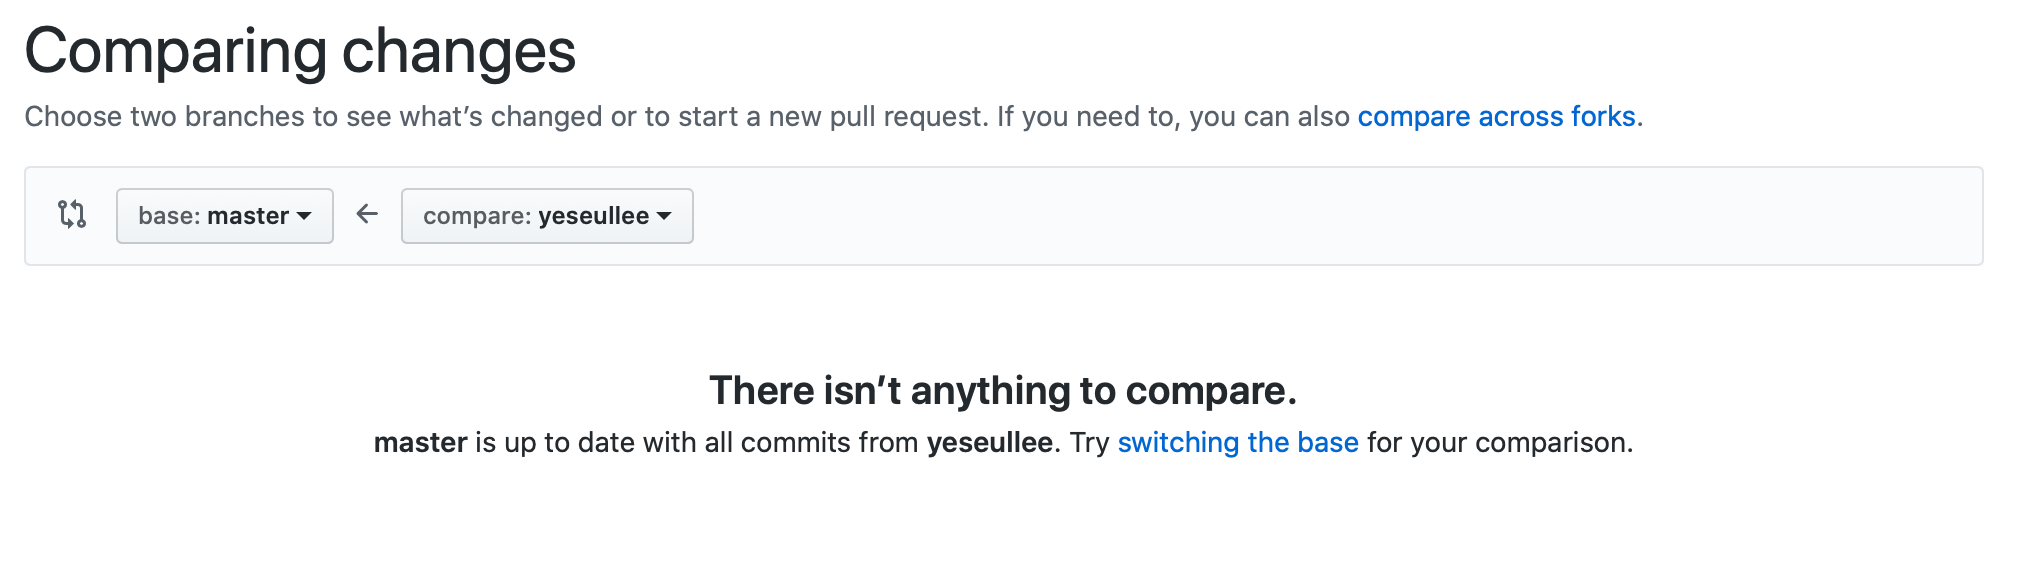 Comparing changes
Choose two branches to see what’s changed or to start a new pull request. If you need to, you can also compare across forks.
base: master compare: yeseullee
There isn’t anything to compare.
master is up to date with all commits from yeseullee. Try switching the base for your comparison.